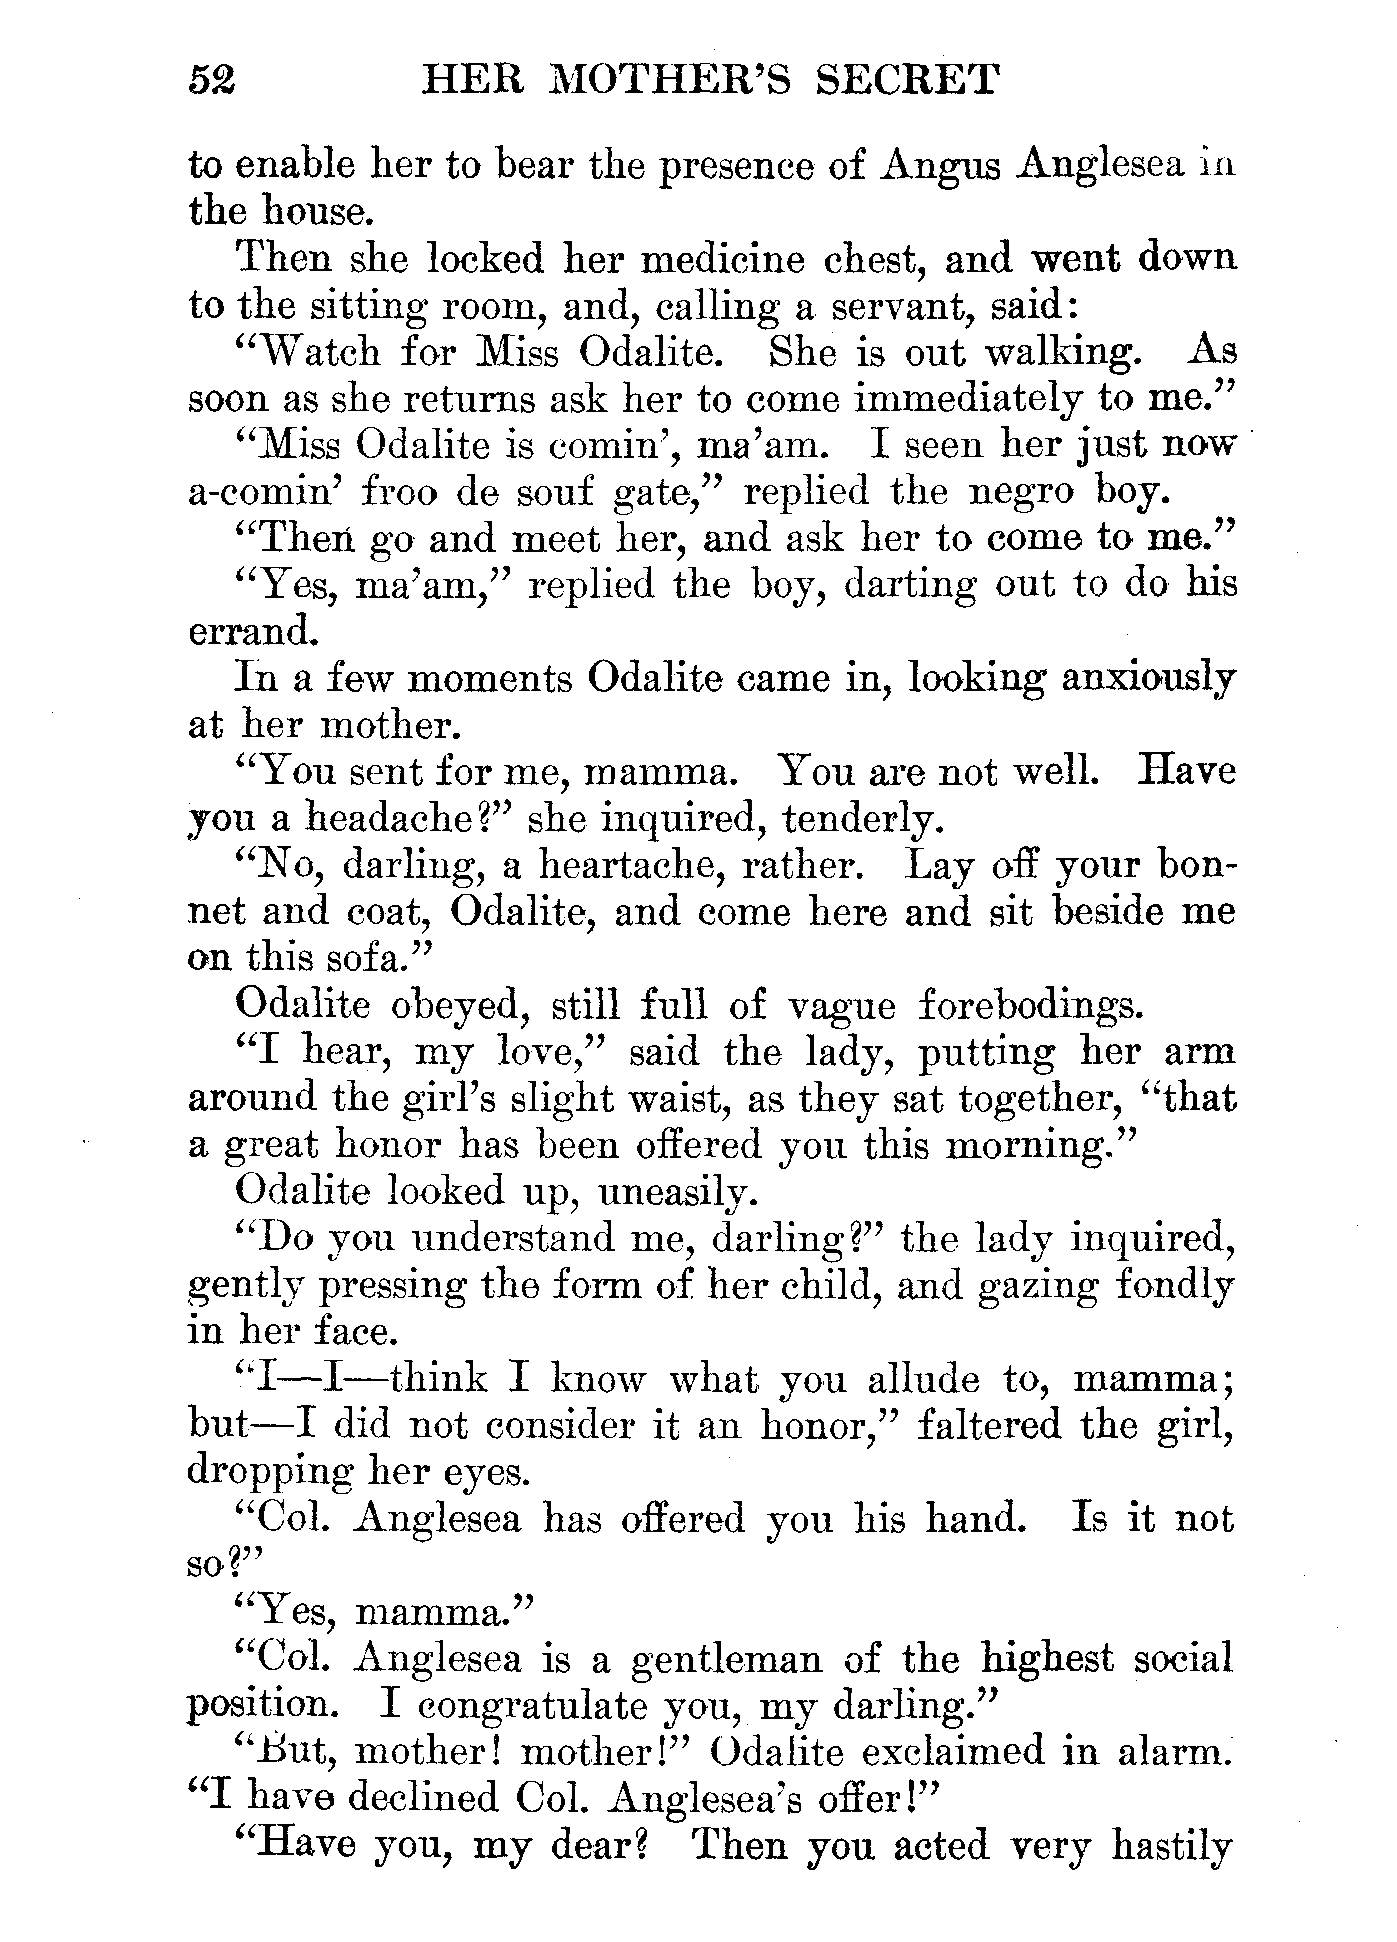 52 HER MOTHER'S SECRET
to enable her to bear the presence of Angus Anglesea in
the house.
Then she locked her medicine chest, and went down
to the sitting room, and, calling a servant, said:
“Watch for Miss Odalite. She is out walking. As
soon as she returns ask her to come immediately to me.”
“Miss Odalite is comin’, ma’am. I seen her just now
a-comin’ froo de souf gate,” replied the negro boy.
“Then go and meet her, and ask her to come to me.”
“Yes, ma’am,” replied the boy, darting out to do his
errand.
In a few moments Odalite came in, looking anxiously
at her mother.
“You sent for me, mamma. You are not well. Have
you a headache?” she inquired, tenderly.
“No, darling, a heartache, rather. Lay off your bon-
net and coat, Odalite, and come here and sit beside me
on this sofa.”
Odalite obeyed, still full of vague forebodings.
“I hear, my love,” said the lady, putting her arm
around the girl’s slight waist, as they sat together, “that
a great honor has been offered you this morning.”
Odalite looked up, uneasily.
“Do you understand me, darling?” the lady inquired,
gently pressing the form of her child, and gazing fondly
in her face.
“I—I—think I know what you allude to, mamma;
but—I did not consider it an honor,” faltered the girl,
dropping her eyes.
“Col. Anglesea has offered you his hand. Is it not
so?”
“Yes, mamma.”
“Col. Anglesea is a gentleman of the highest social
position. I congratulate you, my darling.”
“But, mother! mother!” Odalite exclaimed in alarm.
“I have declined Col. Anglesea’s offer!”
“Have you, my dear? Then you acted very hastily